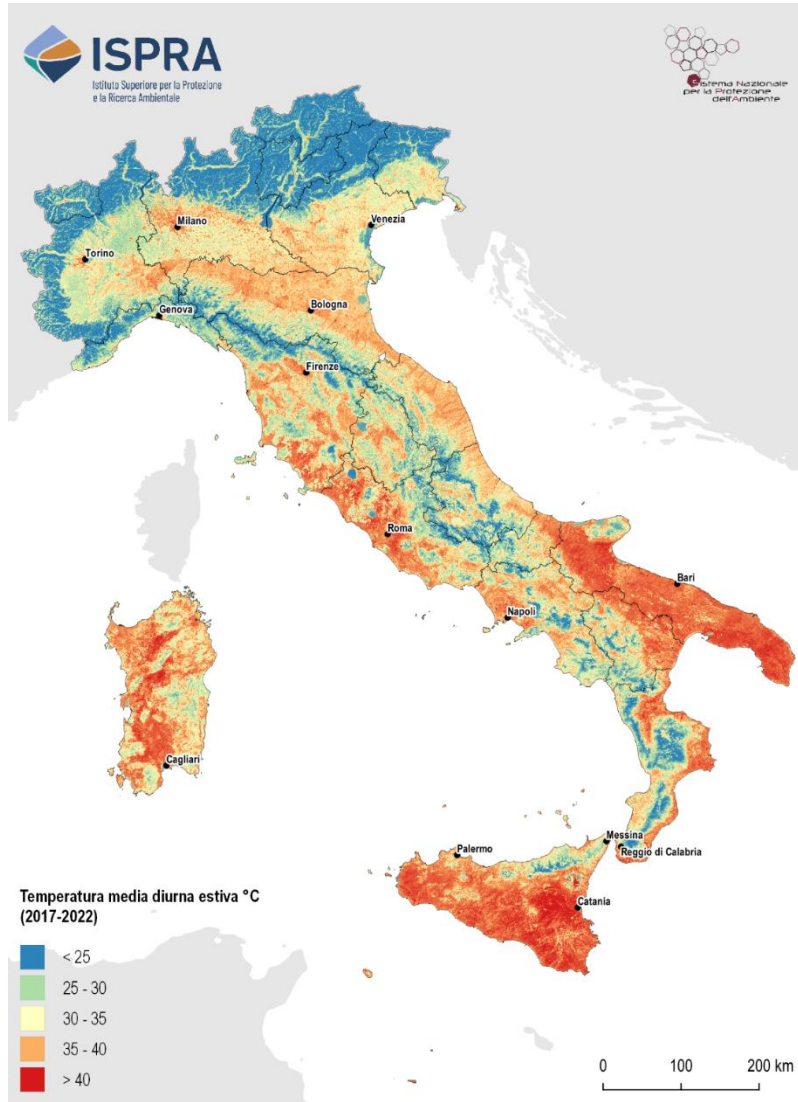 ISPRA
Istituto Superiore per la Protezione
e la Ricerca Ambientale
Sistema Nazionale
per la Protezione
dell'Ambiente
Milano
Venezia
Torino
Genova
Bologna
Firenze
Roma
Bari
Napoli
Cagliari
Messina
Palermo
Reggio di Calabria
Catania
Temperatura media diurna estiva °C
(2017-2022)
< 25
25 - 30
30 - 35
35 - 40
> 40
0 100 200 km